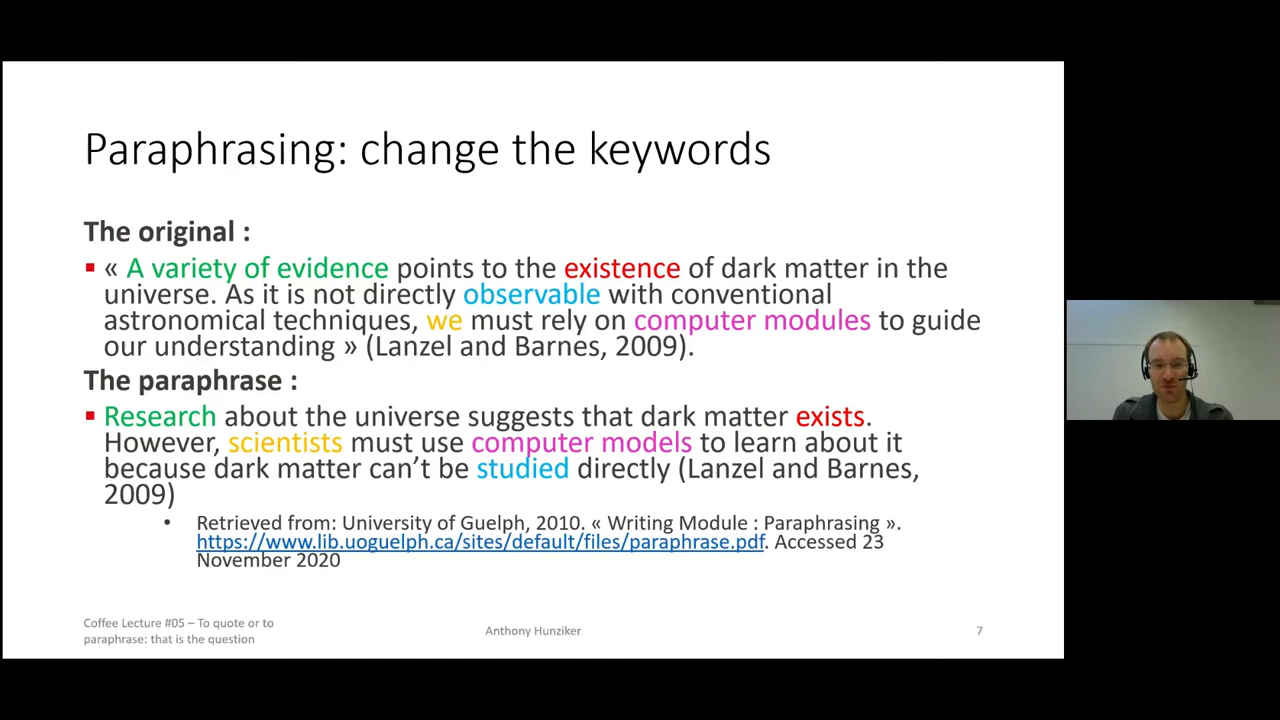 Paraphrasing: change the keywords
The original :
▪ « A variety of evidence points to the existence of dark matter in the
universe. As it is not directly observable with conventional
astronomical techniques, we must rely on computer modules to guide
our understanding » (Lanzel and Barnes, 2009).
The paraphrase :
▪ Research about the universe suggests that dark matter exists.
However, scientists must use computer models to learn about it
because dark matter can’t be studied directly (Lanzel and Barnes,
2009)
• Retrieved from: University of Guelph, 2010. « Writing Module : Paraphrasing ».
https://www.lib.uoguelph.ca/sites/default/files/paraphrase.pdf. Accessed 23
November 2020
Coffee Lecture #05 – To quote or to
paraphrase: that is the question
Anthony Hunziker
7